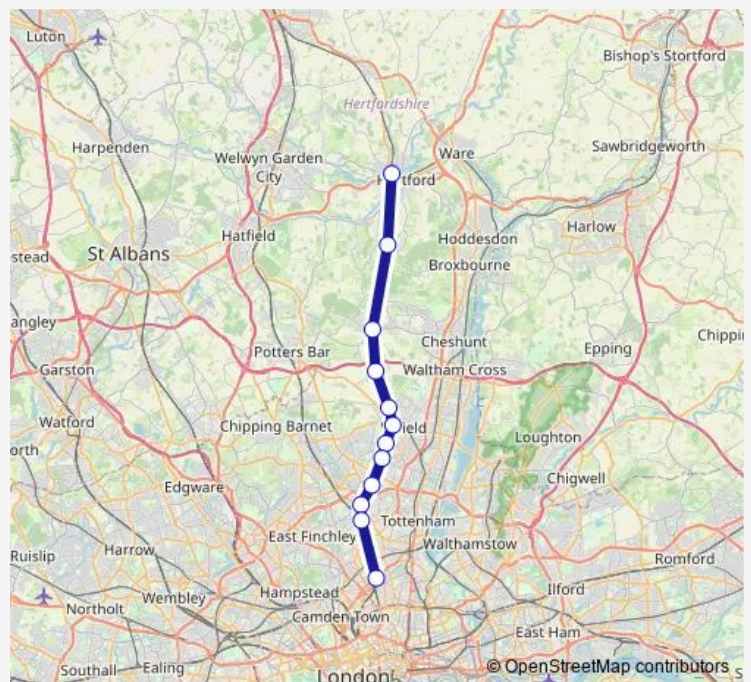 Luton
Bishop's Stortford
Hertfordshire
Harpenden
Sawbridgeworth
Ware
Welwyn Garden
City
Harlow
Hatfield
Hoddesdon
St Albans
stead
Broxbourne
angley
Chippi
Cheshunt
Epping
Potters Bar
Garston
Waltham Cross
Watford
Chipping Barnet
field
Loughton
orth
Chigwell
Edgware
Tottenham
East Finchley
Walthamstow
Harrow
Ruislip
Romford
Ilford
Hampstead
Wembley
Northolt
Camden Town
East Ham
© OpenStreetMap contributors
Southall
Ealing
London
S